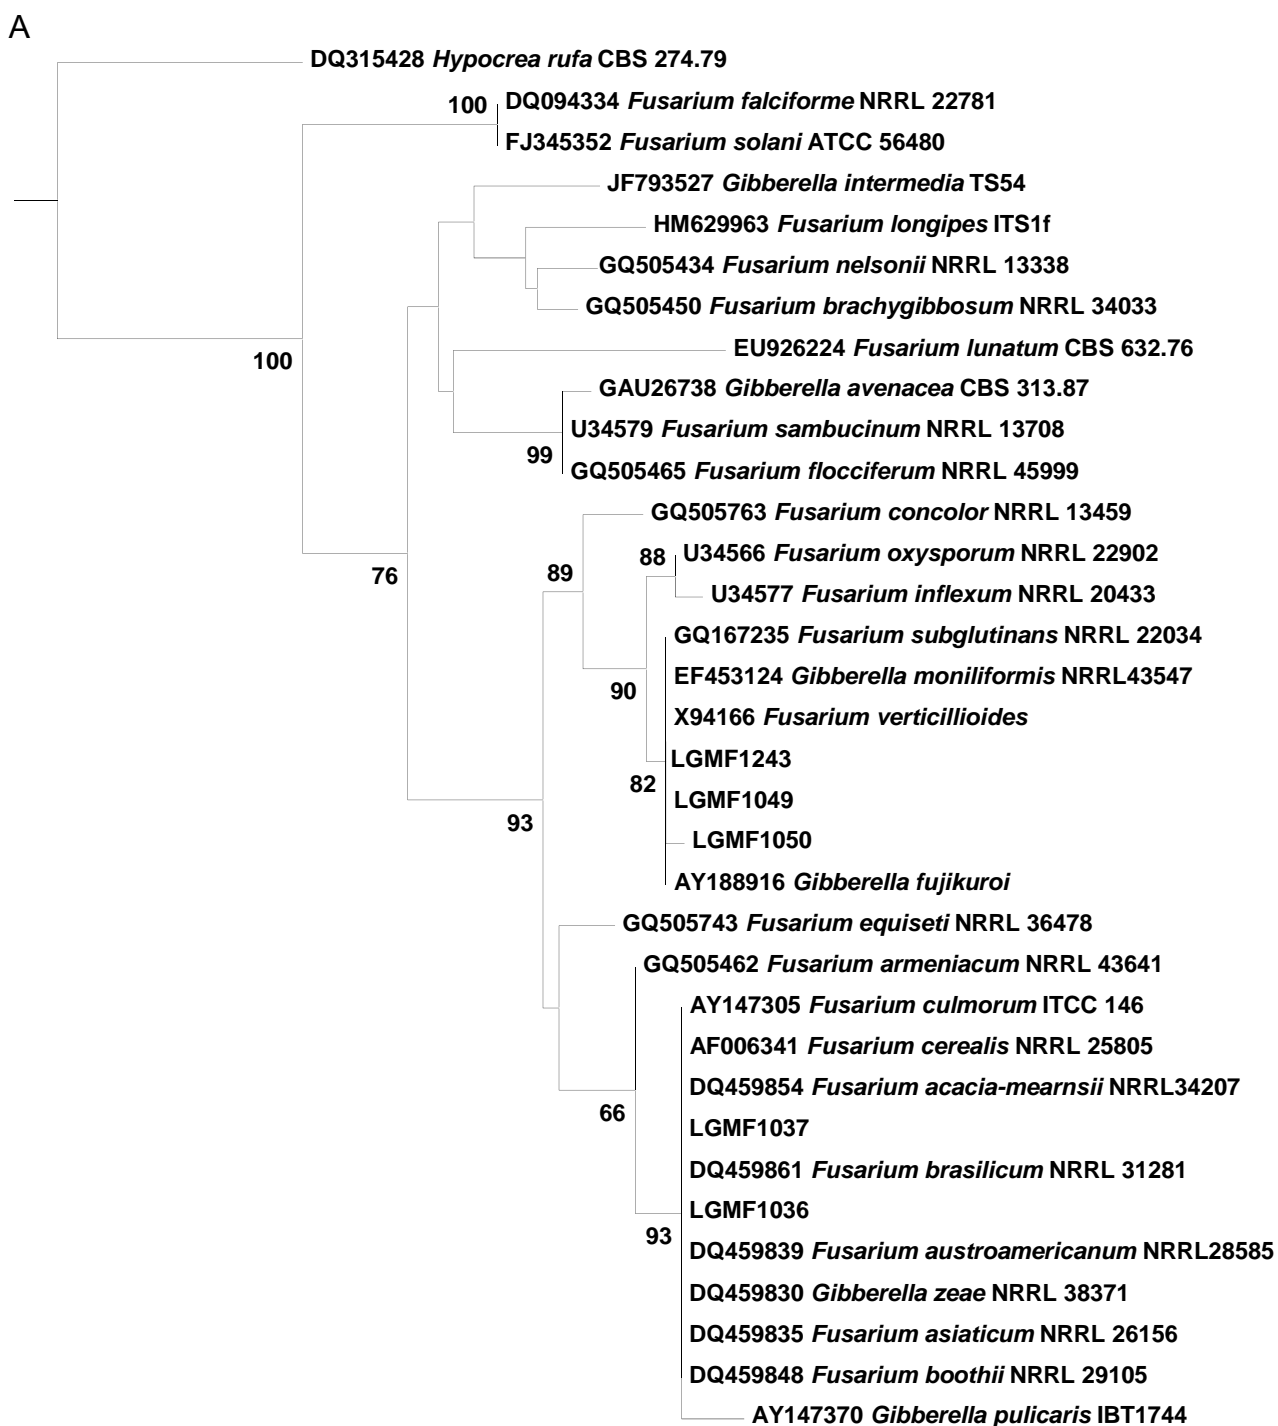 A
DQ315428 Hypocrea rufa CBS 274.79
100 DQ094334 Fusarium falciforme NRRL 22781
FJ345352 Fusarium solani ATCC 56480
JF793527 Gibberella intermedia TS54
HM629963 Fusarium longipes ITS1f
GQ505434 Fusarium nelsonii NRRL 13338
GQ505450 Fusarium brachygibbosum NRRL 34033
EU926224 Fusarium lunatum CBS 632.76
100
GAU26738 Gibberella avenacea CBS 313.87
U34579 Fusarium sambucinum NRRL 13708
99
GQ505465 Fusarium flocciferum NRRL 45999
GQ505763 Fusarium concolor NRRL 13459
88 U34566 Fusarium oxysporum NRRL 22902
76
89
U34577 Fusarium inflexum NRRL 20433
GQ167235 Fusarium subglutinans NRRL 22034
EF453124 Gibberella moniliformis NRRL43547
90
X94166 Fusarium verticillioides
LGMF1243
82
LGMF1049
93
LGMF1050
AY188916 Gibberella fujikuroi
GQ505743 Fusarium equiseti NRRL 36478
GQ505462 Fusarium armeniacum NRRL 43641
AY147305 Fusarium culmorum ITCC 146
AF006341 Fusarium cerealis NRRL 25805
DQ459854 Fusarium acacia-mearnsii NRRL34207
66
LGMF1037
DQ459861 Fusarium brasilicum NRRL 31281
LGMF1036
93
DQ459839 Fusarium austroamericanum NRRL28585
DQ459830 Gibberella zeae NRRL 38371
DQ459835 Fusarium asiaticum NRRL 26156
DQ459848 Fusarium boothii NRRL 29105
AY147370 Gibberella pulicaris IBT1744